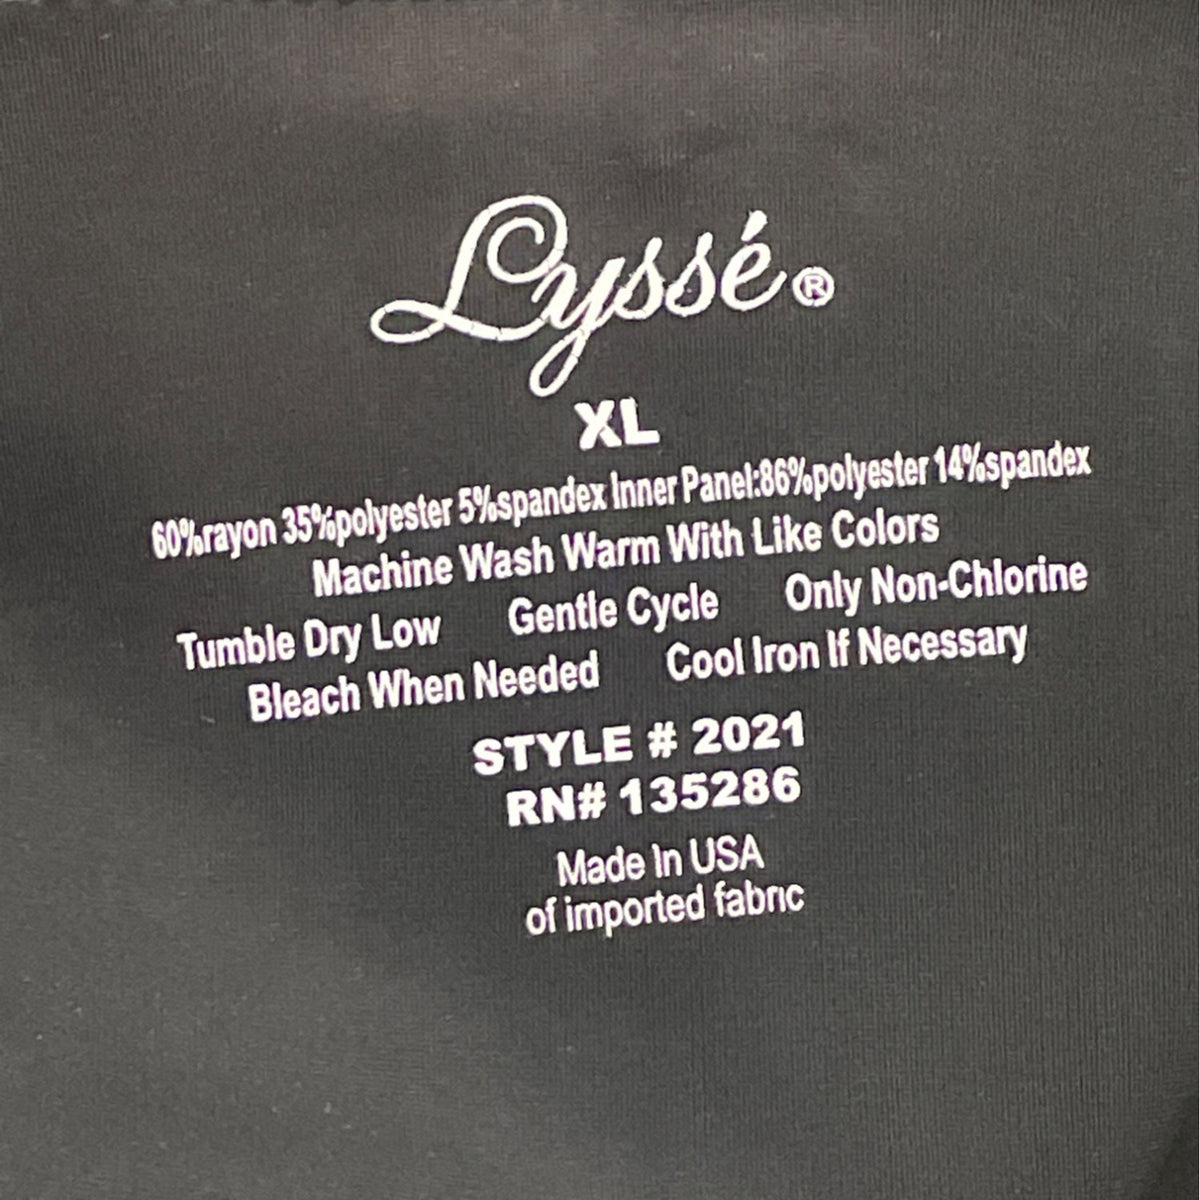 Lyssé®
XL
60%rayon 35%polyester 5%spandex Inner Panel:86%polyester 14%spandex
Machine Wash Warm With Like Colors
Tumble Dry Low Gentle Cycle Only Non-Chlorine
Bleach When Needed Cool Iron If Necessary
STYLE # 2021
RN# 135286
Made In USA
of imported fabric